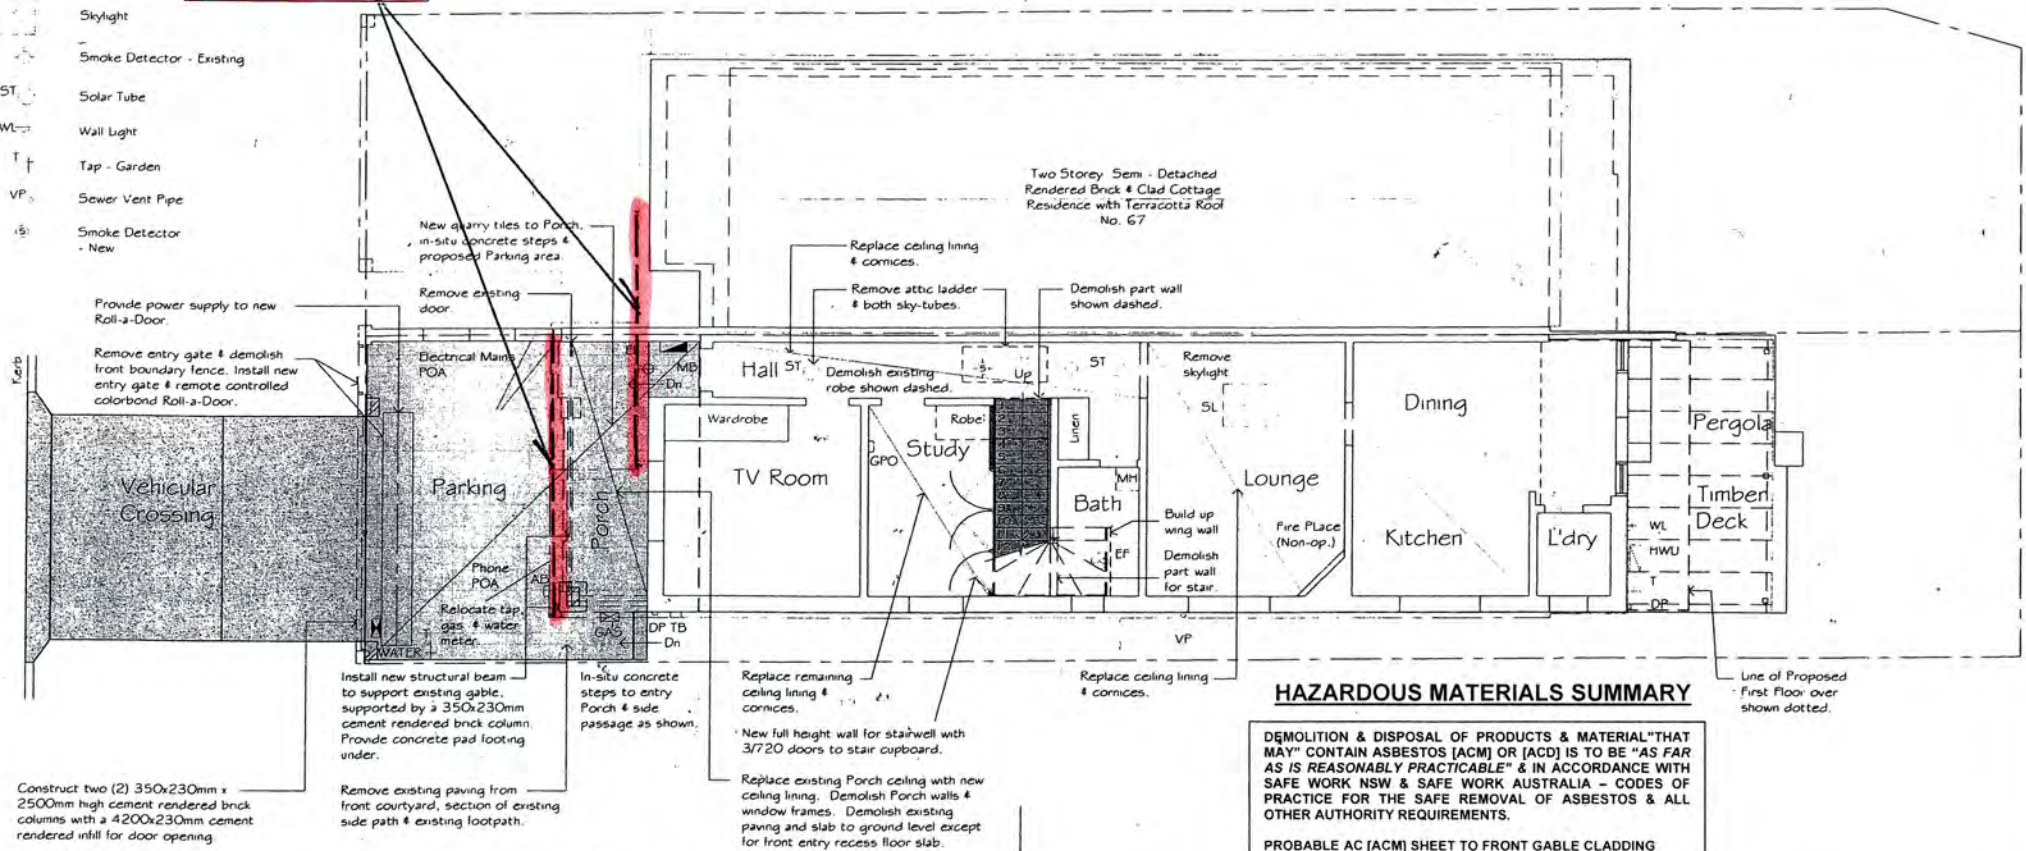 Skylight
Smoke Detector - Existing
ST
Solar Tube
WL
Wall Light
T
Tap - Garden
VP
Sewer Vent Pipe
S
Smoke Detector
- New
Two Storey Semi - Detached
Rendered Brick & Clad Cottage
Residence with Terracotta Roof
No. 67
New quarry tiles to Porch,
in-situ concrete steps &
proposed Parking area.
Remove existing
door.
Replace ceiling lining
& cornices.
Remove attic ladder
& both sky-tubes.
Demolish part wall
shown dashed.
Provide power supply to new
Roll-a-Door.
Remove entry gate & demolish
front boundary fence. Install new
entry gate & remote controlled
colorbond Roll-a-Door.
Kerb
Electrical Mains
POA
MB
Dn
Hall
ST
Demolish existing
robe shown dashed.
S
Up
ST
Remove
skylight
SL
Dining
Wardrobe
Robe
Linen
Study
GPO
TV Room
MH
Bath
Lounge
Pergola
Vehicular
Crossing
Parking
Porch
Build up
wing wall
EF
Demolish
part wall
for stair.
Fire Place
(Non-op.)
Kitchen
L'dry
Timber
Deck
WL
HWU
T
DP
Phone
POA
AB
Relocate tap,
gas & water
meter.
GAS
DP TB
Dn
WATER
VP
Install new structural beam
to support existing gable,
supported by a 350x230mm
cement rendered brick column.
Provide concrete pad footing
under.
In-situ concrete
steps to entry
Porch & side
passage as shown.
Replace remaining
ceiling lining &
cornices.
Replace ceiling lining
& cornices.
Line of Proposed
First Floor over
shown dotted.
New full height wall for stairwell with
3/720 doors to stair cupboard.
Construct two (2) 350x230mm x
2500mm high cement rendered brick
columns with a 4200x230mm cement
rendered infill for door opening.
Remove existing paving from
front courtyard, section of existing
side path & existing footpath.
Replace existing Porch ceiling with new
ceiling lining. Demolish Porch walls &
window frames. Demolish existing
paving and slab to ground level except
for front entry recess floor slab.
HAZARDOUS MATERIALS SUMMARY
DEMOLITION & DISPOSAL OF PRODUCTS & MATERIAL"THAT
MAY" CONTAIN ASBESTOS [ACM] OR [ACD] IS TO BE "AS FAR
AS IS REASONABLY PRACTICABLE" & IN ACCORDANCE WITH
SAFE WORK NSW & SAFE WORK AUSTRALIA – CODES OF
PRACTICE FOR THE SAFE REMOVAL OF ASBESTOS & ALL
OTHER AUTHORITY REQUIREMENTS.
PROBABLE AC [ACM] SHEET TO FRONT GABLE CLADDING